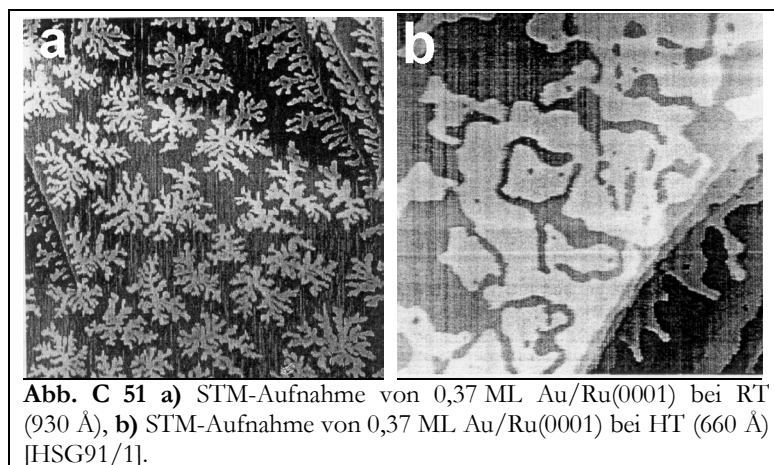 a
b
Abb. C 51 a) STM-Aufnahme von 0,37 ML Au/Ru(0001) bei RT
(930 Å), b) STM-Aufnahme von 0,37 ML Au/Ru(0001) bei HT (660 Å)
[HSG91/1].